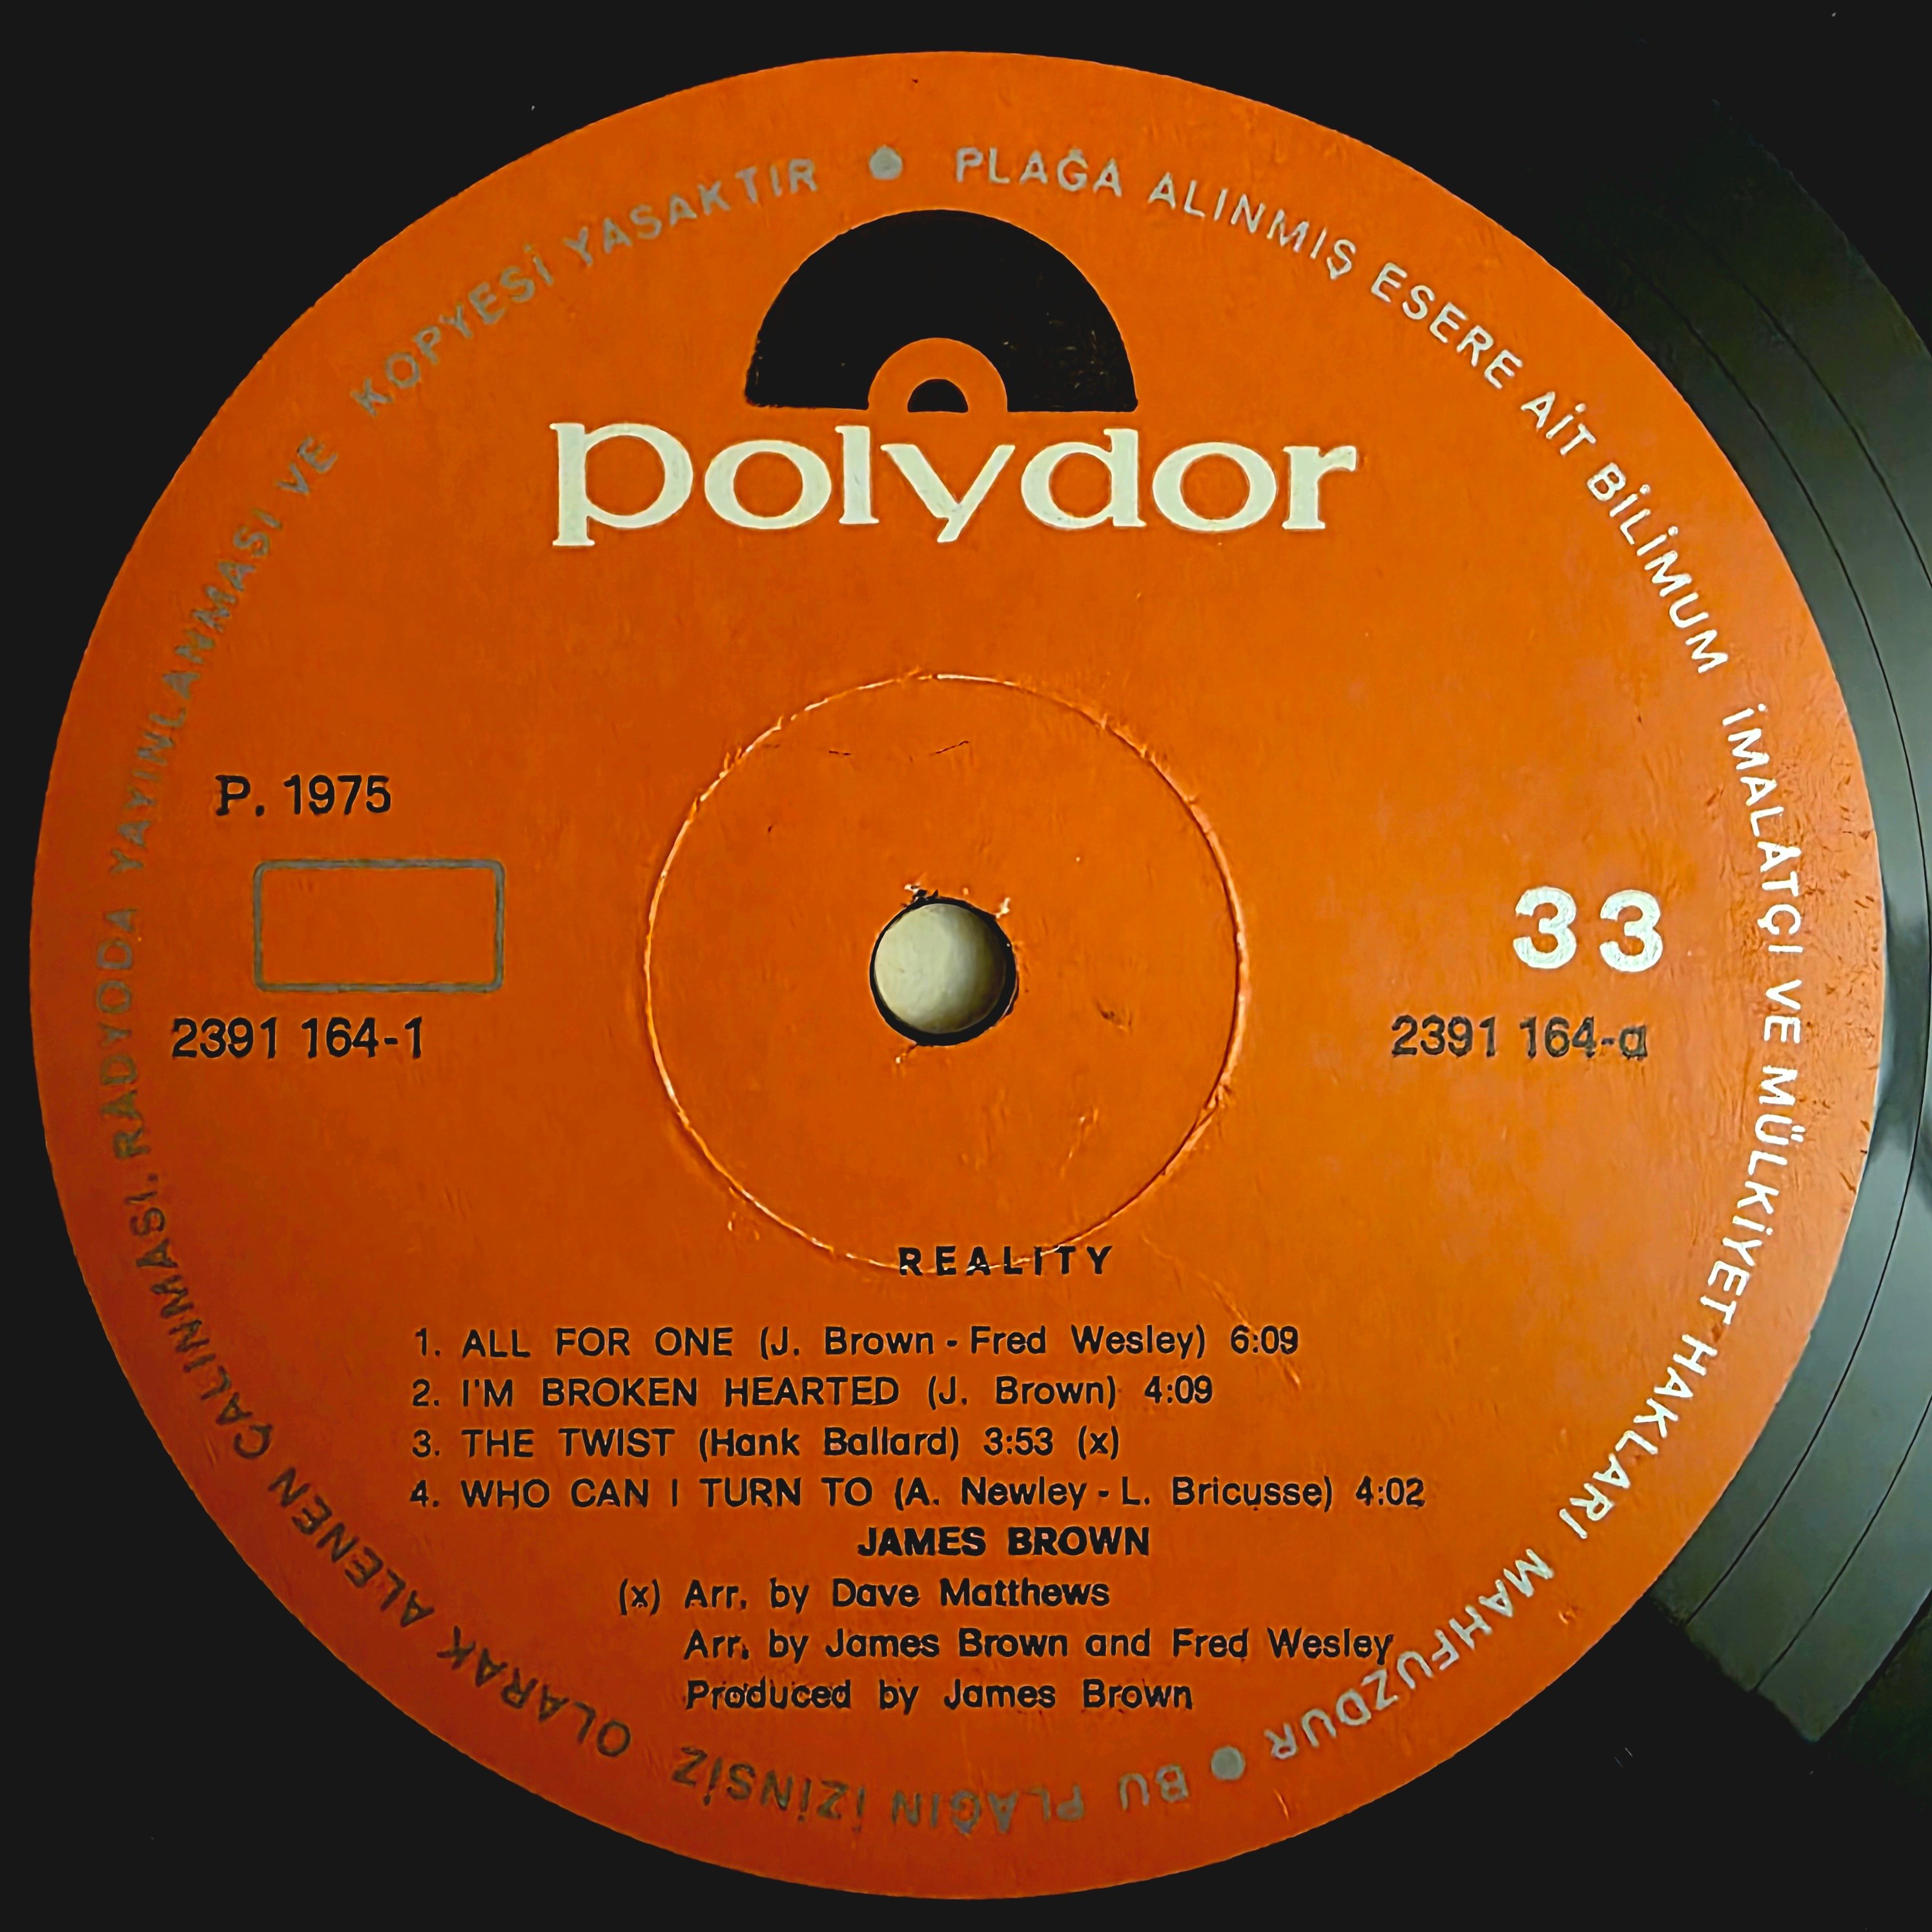 PLAĞA ALINMIŞ ESERE AİT BİLİMUM İMALATÇI VE MÜLKİYET HAKLARI MAHFUZDUR ● BU PLAĞIN İZİNSİZ OLARAK ALENEN ÇALINMASI, RADYODA YAYINLANMASI VE KOPYESİ YASAKTIR ●
polydor
P. 1975
33
2391 164-1
2391 164-a
REALITY
1. ALL FOR ONE (J. Brown - Fred Wesley) 6:09
2. I'M BROKEN HEARTED (J. Brown) 4:09
3. THE TWIST (Hank Ballard) 3:53 (x)
4. WHO CAN I TURN TO (A. Newley - L. Bricusse) 4:02
JAMES BROWN
(x) Arr. by Dave Matthews
Arr. by James Brown and Fred Wesley
Produced by James Brown